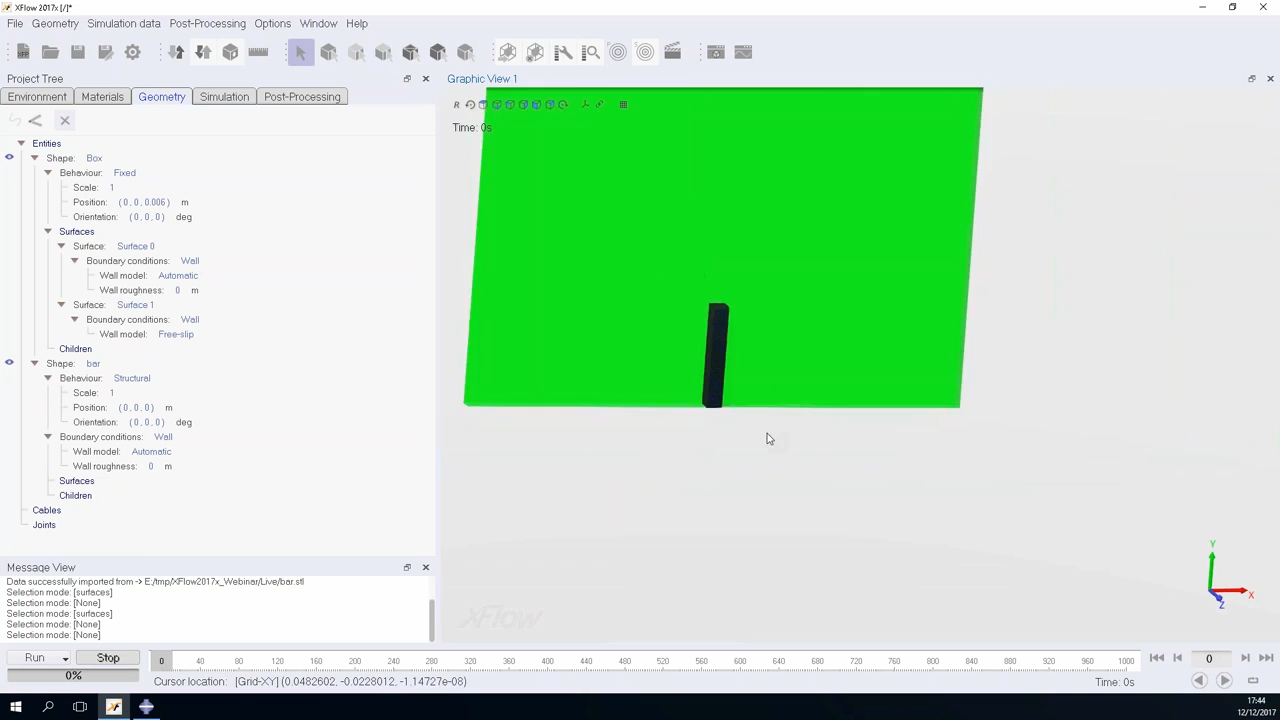 XFlow 2017x [/]*
File Geometry Simulation data Post-Processing Options Window Help
Project Tree
Graphic View 1
Environment Materials Geometry Simulation Post-Processing
R
Time: 0s
Entities
Shape: Box
Behaviour: Fixed
Scale: 1
Position: (0,0,0.006) m
Orientation: (0,0,0) deg
Surfaces
Surface: Surface 0
Boundary conditions: Wall
Wall model: Automatic
Wall roughness: 0 m
Surface: Surface 1
Boundary conditions: Wall
Wall model: Free-slip
Children
Shape: bar
Behaviour: Structural
Scale: 1
Position: (0,0,0) m
Orientation: (0,0,0) deg
Boundary conditions: Wall
Wall model: Automatic
Wall roughness: 0 m
Surfaces
Children
Cables
Joints
Y
X
Z
XFlow
Message View
Data successfully imported from -> E:/tmp/XFlow2017x_Webinar/Live/bar.stl
Selection mode: [surfaces]
Selection mode: [None]
Selection mode: [surfaces]
Selection mode: [None]
Selection mode: [None]
Run Stop
0 40 80 120 160 200 240 280 320 360 400 440 480 520 560 600 640 680 720 760 800 840 880 920 960 1000
0
0%
Cursor location: [Grid-XY] (0.0482602, -0.0228012, -1.14727e-08)
Time: 0s
17:44
12/12/2017